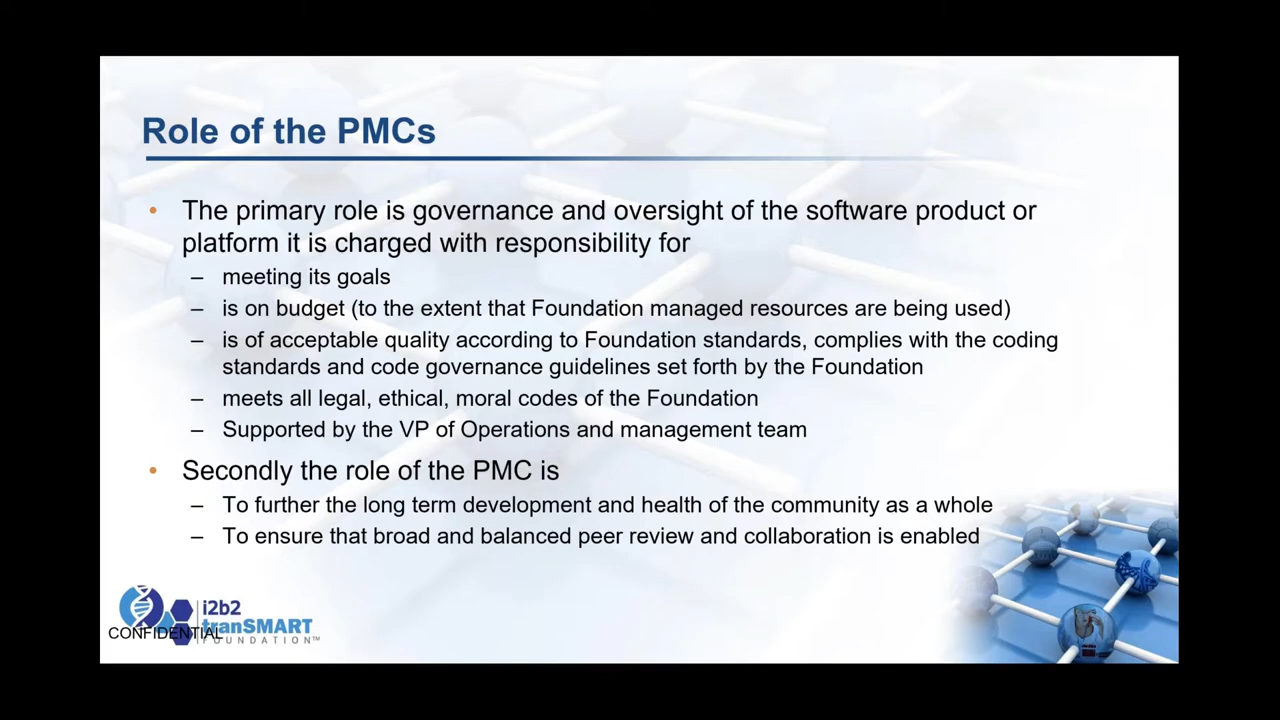 Role of the PMCs
• The primary role is governance and oversight of the software product or
platform it is charged with responsibility for
– meeting its goals
– is on budget (to the extent that Foundation managed resources are being used)
– is of acceptable quality according to Foundation standards, complies with the coding
standards and code governance guidelines set forth by the Foundation
– meets all legal, ethical, moral codes of the Foundation
– Supported by the VP of Operations and management team
• Secondly the role of the PMC is
– To further the long term development and health of the community as a whole
– To ensure that broad and balanced peer review and collaboration is enabled
i2b2
tranSMART
FOUNDATION™
CONFIDENTIAL